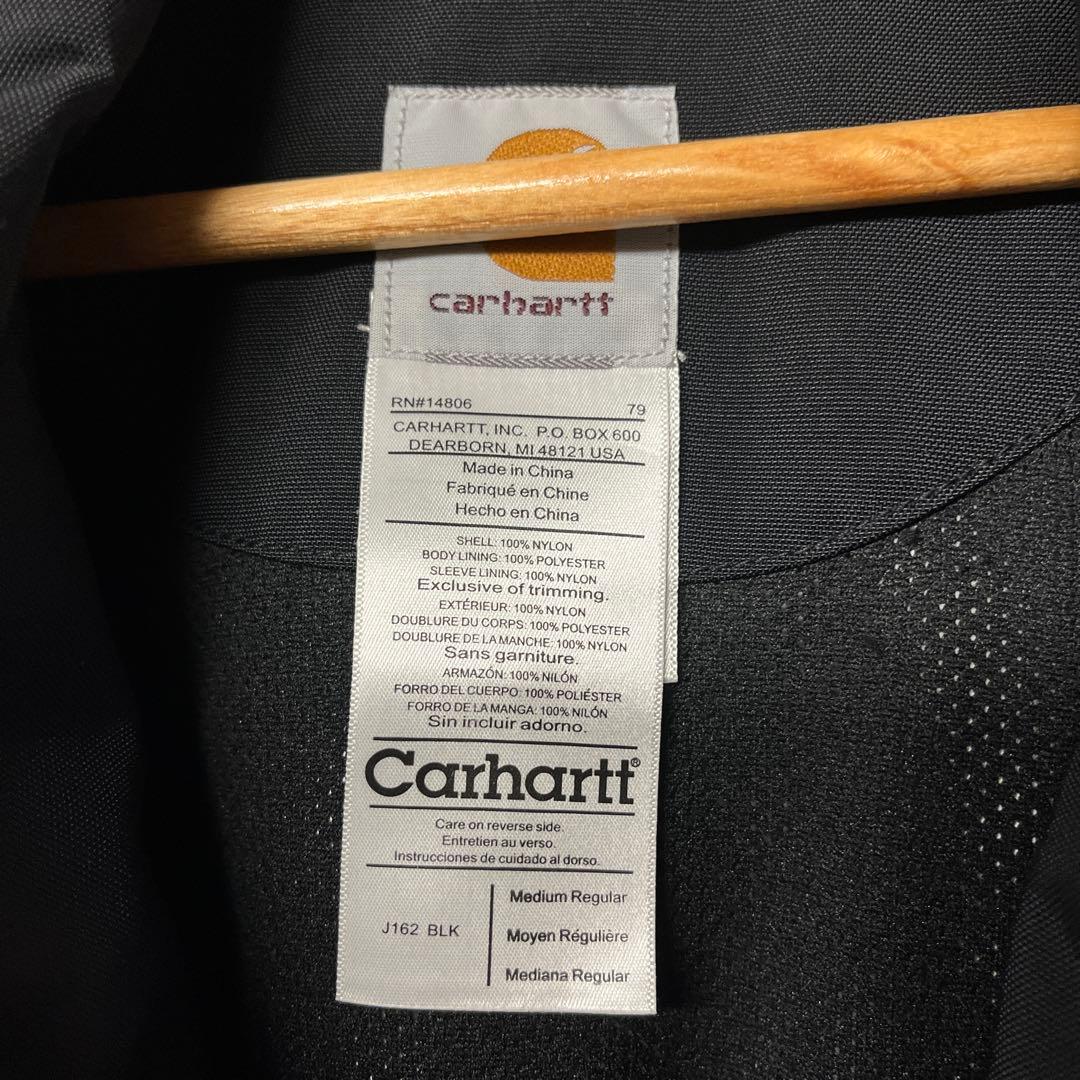 carhartt
RN#14806 79
CARHARTT, INC. P.O. BOX 600
DEARBORN, MI 48121 USA
Made in China
Fabriqué en Chine
Hecho en China
SHELL: 100% NYLON
BODY LINING: 100% POLYESTER
SLEEVE LINING: 100% NYLON
Exclusive of trimming.
EXTÉRIEUR: 100% NYLON
DOUBLURE DU CORPS: 100% POLYESTER
DOUBLURE DE LA MANCHE: 100% NYLON
Sans garniture.
ARMAZÓN: 100% NILÓN
FORRO DEL CUERPO: 100% POLIÉSTER
FORRO DE LA MANGA: 100% NILÓN
Sin incluir adorno.
Carhartt®
Care on reverse side.
Entretien au verso.
Instrucciones de cuidado al dorso.
J162 BLK
Medium Regular
Moyen Régulière
Mediana Regular